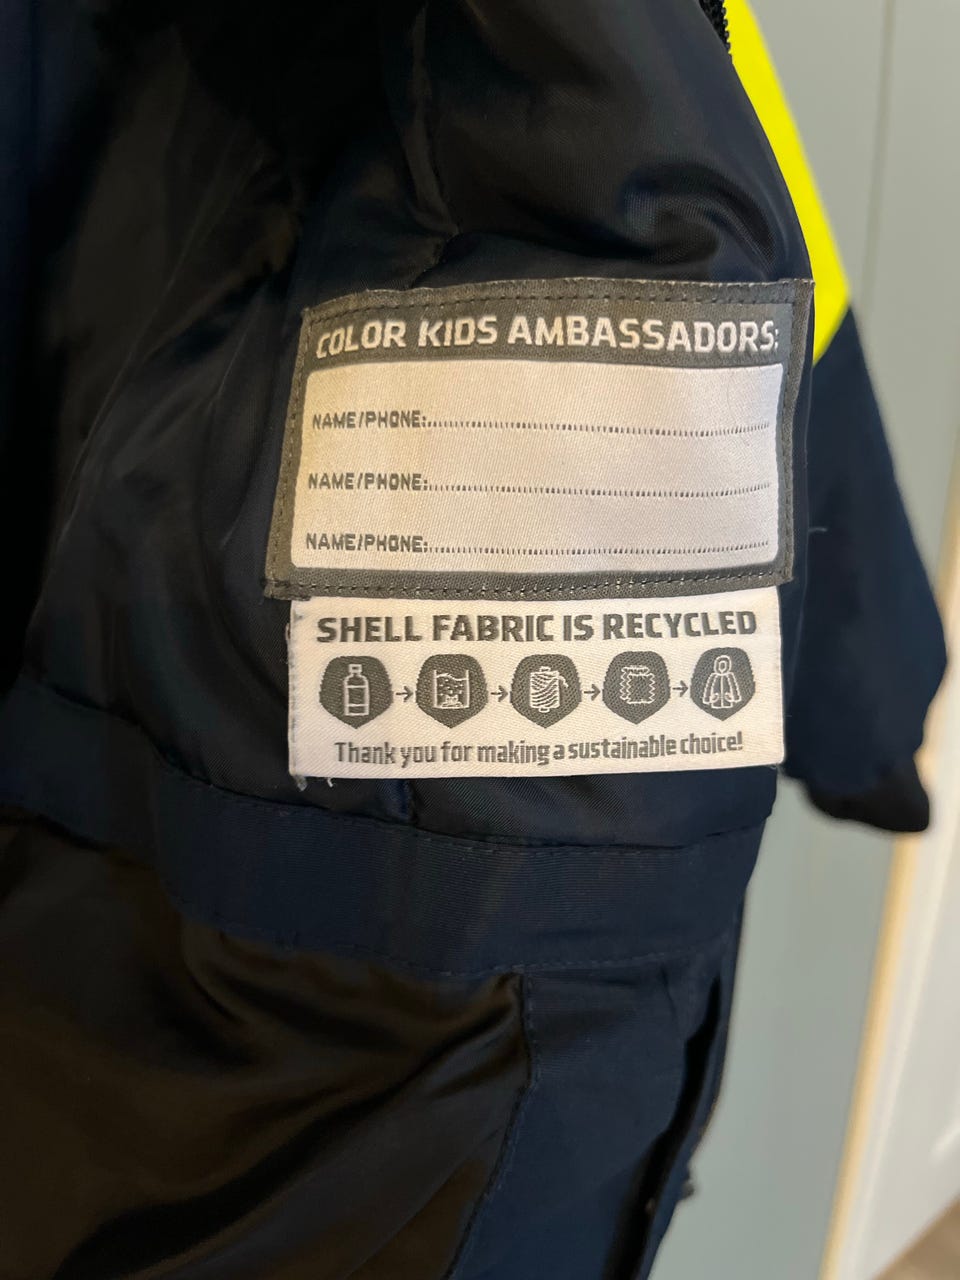 COLOR KIDS AMBASSADORS:
NAME/PHONE:
NAME/PHONE:
NAME/PHONE:
SHELL FABRIC IS RECYCLED
Thank you for making a sustainable choice!